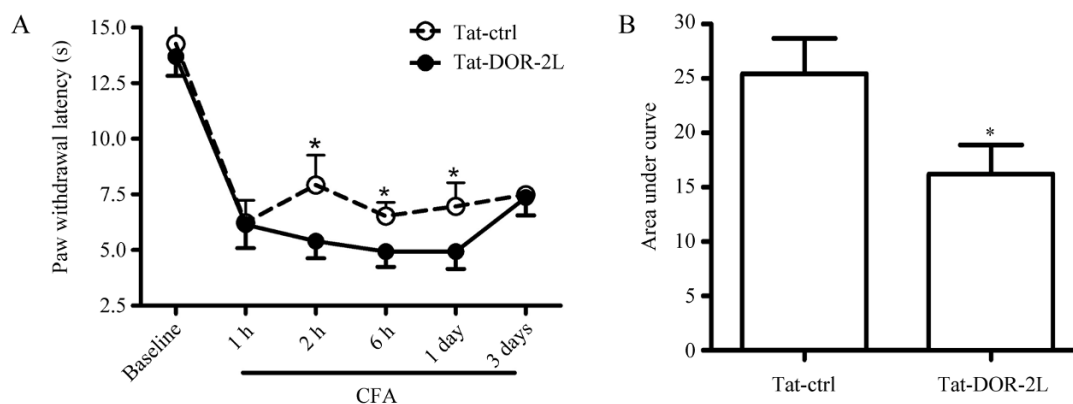 A
Paw withdrawal latency (s)
15.0
12.5
10.0
7.5
5.0
2.5
Tat-ctrl
Tat-DOR-2L
*
*
*
Baseline
1 h
2 h
6 h
1 day
3 days
CFA
B
Area under curve
30
25
20
15
10
5
0
*
Tat-ctrl
Tat-DOR-2L